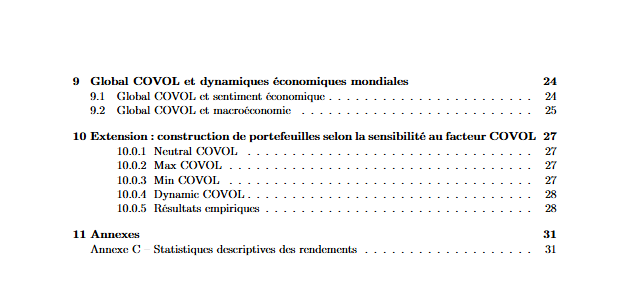 9 Global COVOL et dynamiques économiques mondiales 24
9.1 Global COVOL et sentiment économique . . . . . . . . . . . . . . . . . . . . . . . 24
9.2 Global COVOL et macroéconomie . . . . . . . . . . . . . . . . . . . . . . . . . . 25
10 Extension : construction de portefeuilles selon la sensibilité au facteur COVOL 27
10.0.1 Neutral COVOL . . . . . . . . . . . . . . . . . . . . . . . . . . . . . . . . 27
10.0.2 Max COVOL . . . . . . . . . . . . . . . . . . . . . . . . . . . . . . . . . . 27
10.0.3 Min COVOL . . . . . . . . . . . . . . . . . . . . . . . . . . . . . . . . . . 27
10.0.4 Dynamic COVOL . . . . . . . . . . . . . . . . . . . . . . . . . . . . . . . . 28
10.0.5 Résultats empiriques . . . . . . . . . . . . . . . . . . . . . . . . . . . . . . 28
11 Annexes 31
Annexe C – Statistiques descriptives des rendements . . . . . . . . . . . . . . . . . . . 31